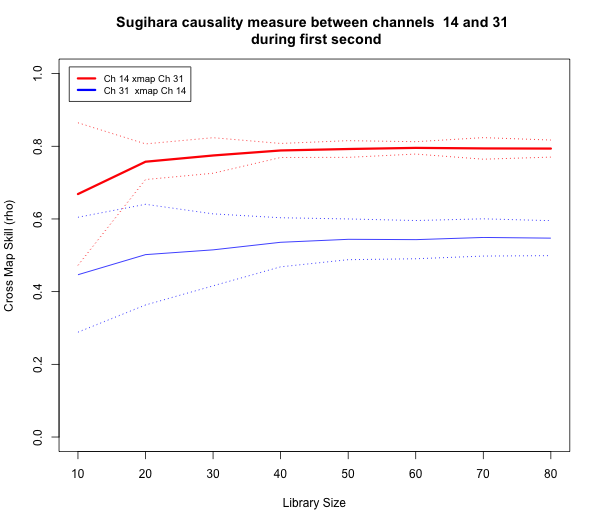 Sugihara causality measure between channels  14 and 31
during first second
Ch 14 xmap Ch 31
Ch 31  xmap Ch 14
Cross Map Skill (rho)
1.0
0.8
0.6
0.4
0.2
0.0
10 20 30 40 50 60 70 80
Library Size